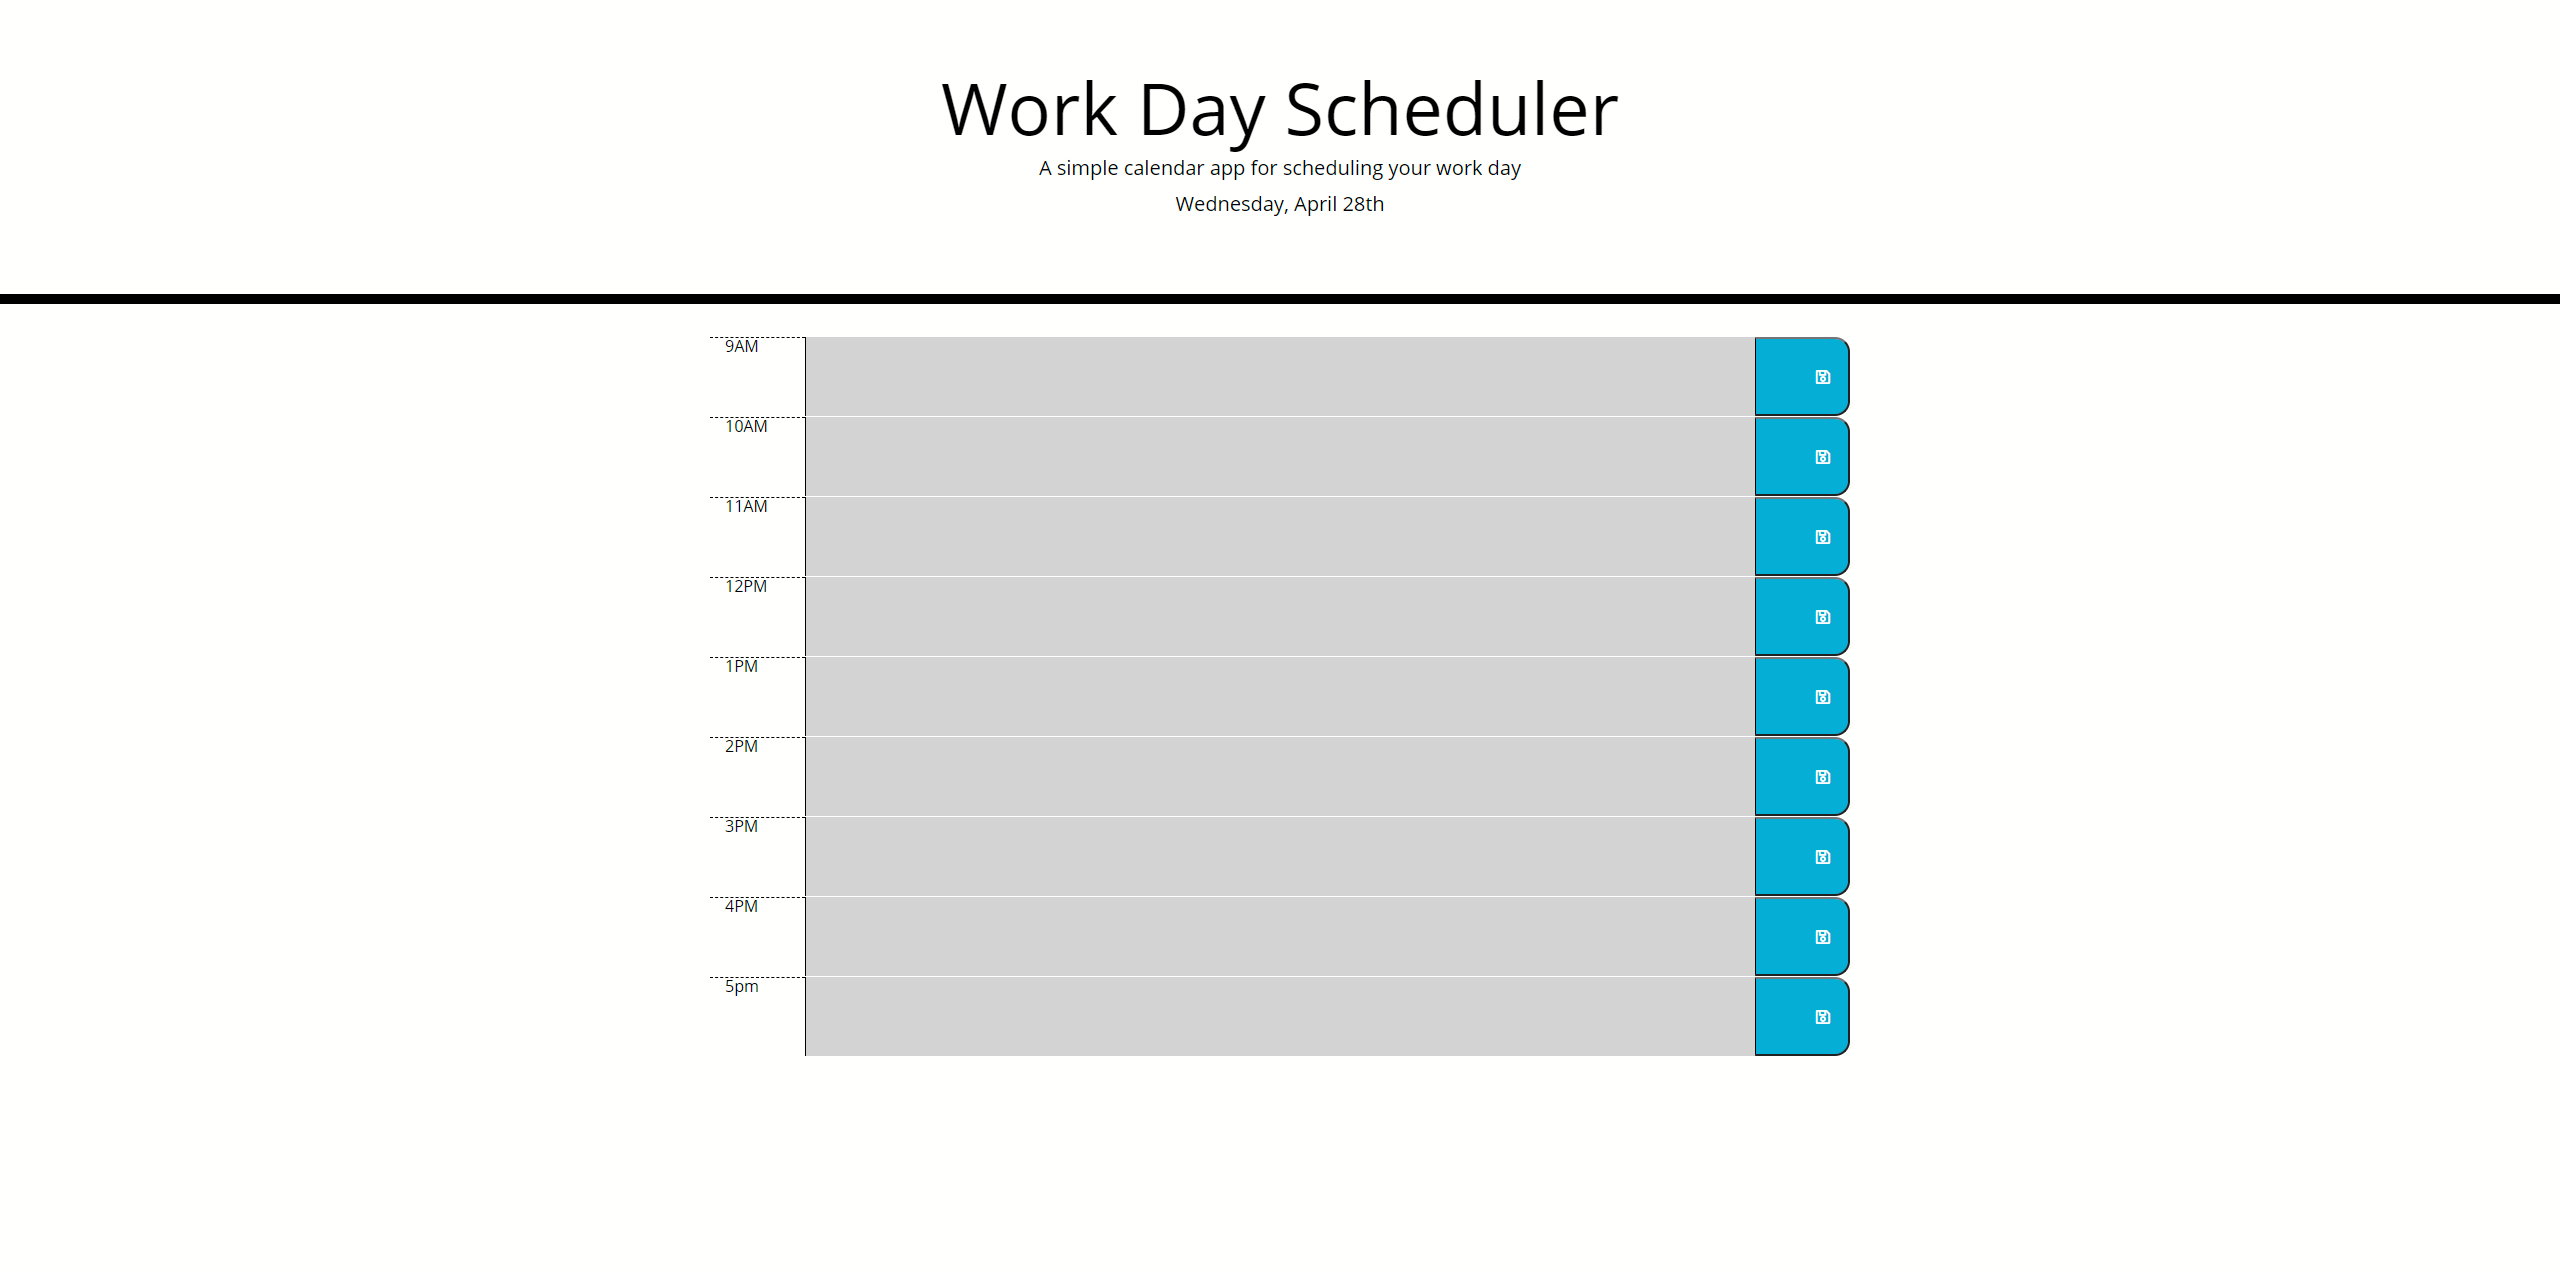 Work Day Scheduler
A simple calendar app for scheduling your work day
Wednesday, April 28th
9AM
10AM
11AM
12PM
1PM
2PM
3PM
4PM
5pm